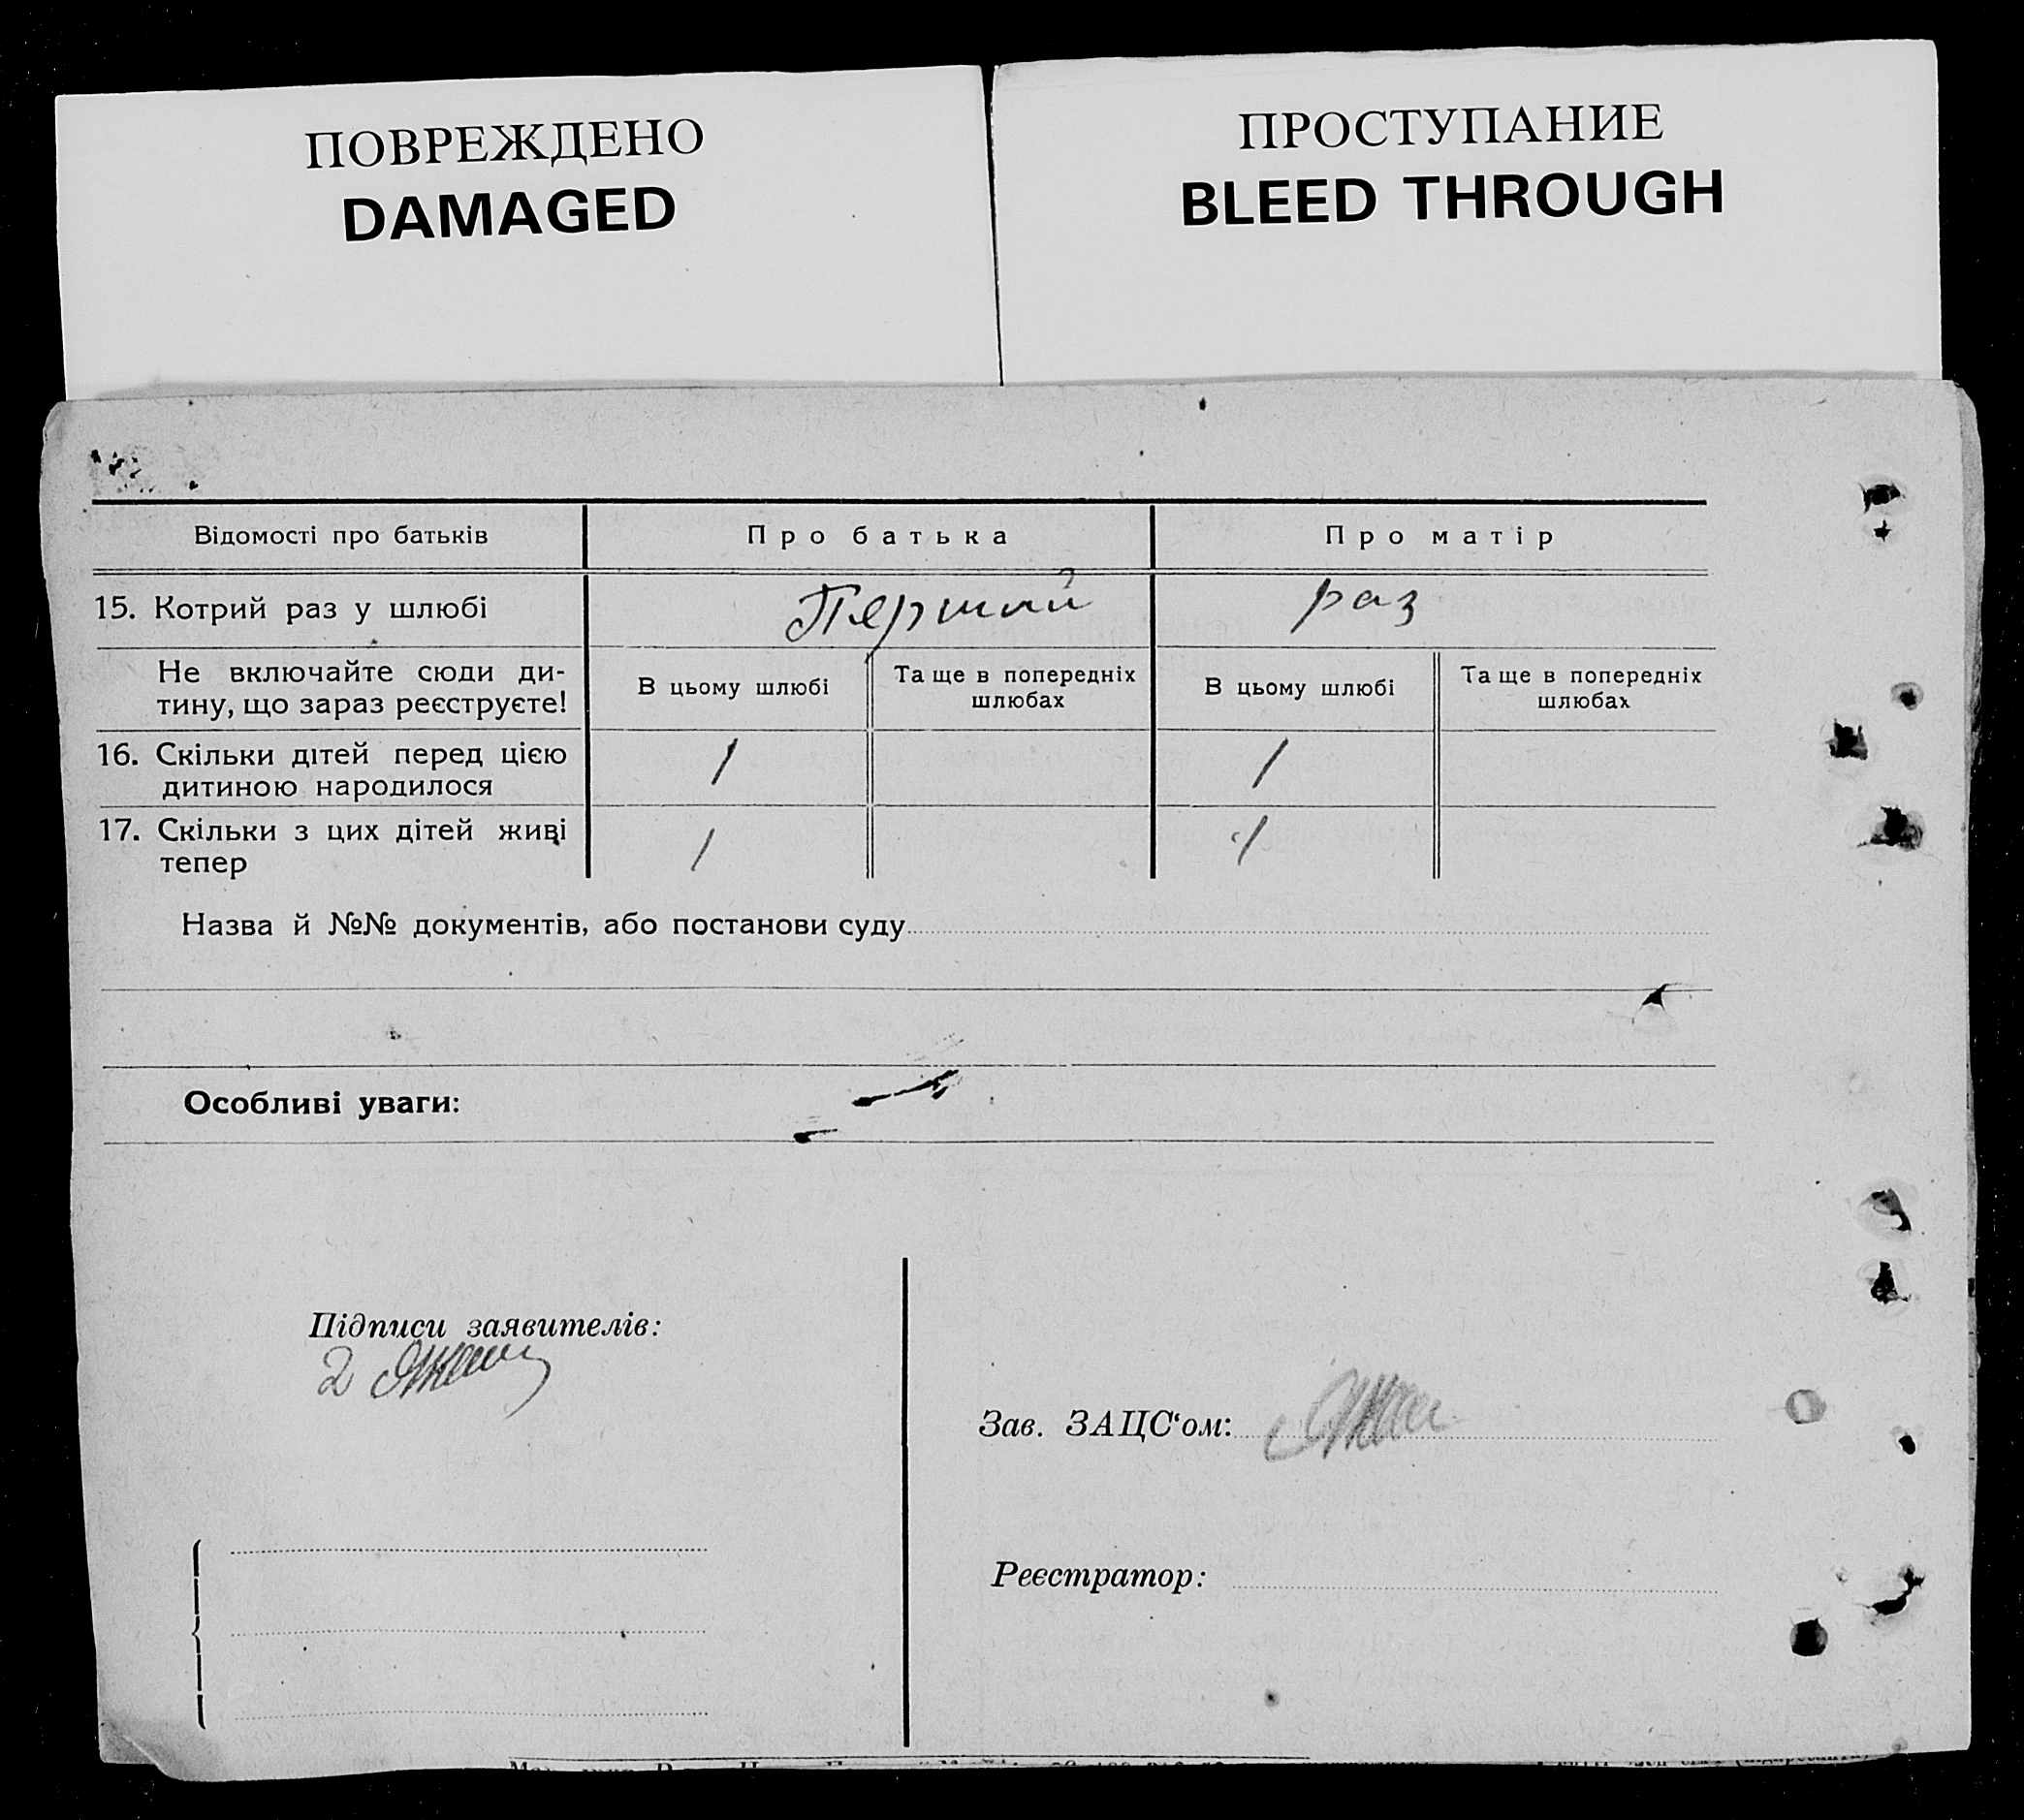 ПОВРЕЖДЕНО
DAMAGED
ПРОСТУПАНИЕ
BLEED THROUGH
Відомості про батьків
Про батька
Про матір
15. Котрий раз у шлюбі
Перший
раз
Не включайте сюди ди-
тину, що зараз реєструєте!
В цьому шлюбі
Та ще в попередніх
шлюбах
В цьому шлюбі
Та ще в попередніх
шлюбах
16. Скільки дітей перед цією
дитиною народилося
1
1
17. Скільки з цих дітей живі
тепер
1
1
Назва й №№ документів, або постанови суду
Особливі уваги:
Підписи заявителів:
2
Зав. ЗАЦС‘ом:
Реєстратор: